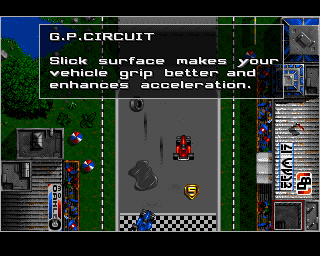 G.P.CIRCUIT
Slick surface makes your
vehicle grip better and
enhances acceleration.
S